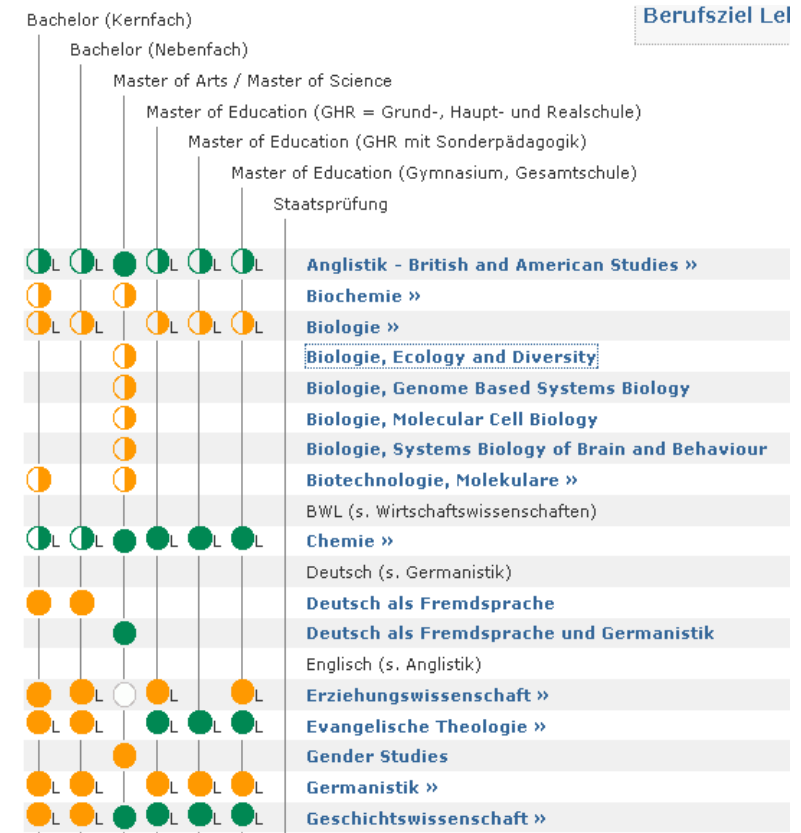 Bachelor (Kernfach)
Berufsziel Le
Bachelor (Nebenfach)
Master of Arts / Master of Science
Master of Education (GHR = Grund-, Haupt- und Realschule)
Master of Education (GHR mit Sonderpädagogik)
Master of Education (Gymnasium, Gesamtschule)
Staatsprüfung
L L L L L Anglistik - British and American Studies »
Biochemie »
L L L L L Biologie »
Biologie, Ecology and Diversity
Biologie, Genome Based Systems Biology
Biologie, Molecular Cell Biology
Biologie, Systems Biology of Brain and Behaviour
Biotechnologie, Molekulare »
BWL (s. Wirtschaftswissenschaften)
L L L L L Chemie »
Deutsch (s. Germanistik)
Deutsch als Fremdsprache
Deutsch als Fremdsprache und Germanistik
Englisch (s. Anglistik)
L L L Erziehungswissenschaft »
L L L L L Evangelische Theologie »
Gender Studies
L L L L L Germanistik »
L L L L L Geschichtswissenschaft »